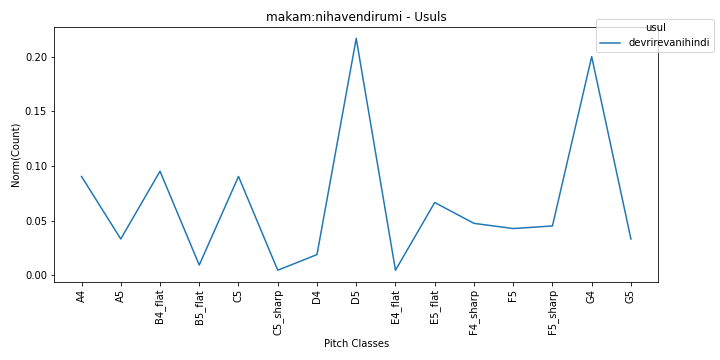 makam:nihavendirumi - Usuls
usul
devrirevanihindi
Norm(Count)
0.20
0.15
0.10
0.05
0.00
A4
A5
B4_flat
B5_flat
C5
C5_sharp
D4
D5
E4_flat
E5_flat
F4_sharp
F5
F5_sharp
G4
G5
Pitch Classes